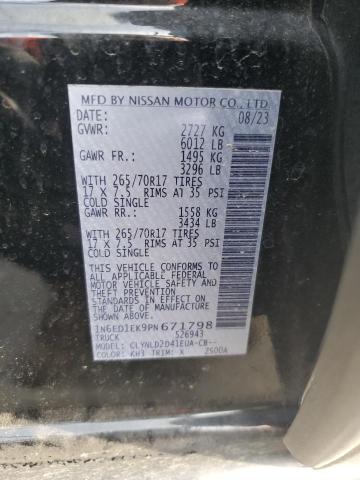 MFD BY NISSAN MOTOR CO., LTD.
DATE: 08/23
GVWR: 2727 KG
6012 LB
GAWR FR.: 1495 KG
3296 LB
WITH 265/70R17 TIRES
17 X 7.5 RIMS AT 35 PSI
COLD SINGLE
GAWR RR.: 1558 KG
3434 LB
WITH 265/70R17 TIRES
17 X 7.5 RIMS AT 35 PSI
COLD SINGLE
THIS VEHICLE CONFORMS TO
ALL APPLICABLE FEDERAL
MOTOR VEHICLE SAFETY AND
THEFT PREVENTION
STANDARDS IN EFFECT ON THE
DATE OF MANUFACTURE
SHOWN ABOVE.
1N6ED1EK9PN671798
TRUCK 526943
MODEL: CLYNLD2D41EUA-CB--
COLOR: KH3 TRIM: X 2500A